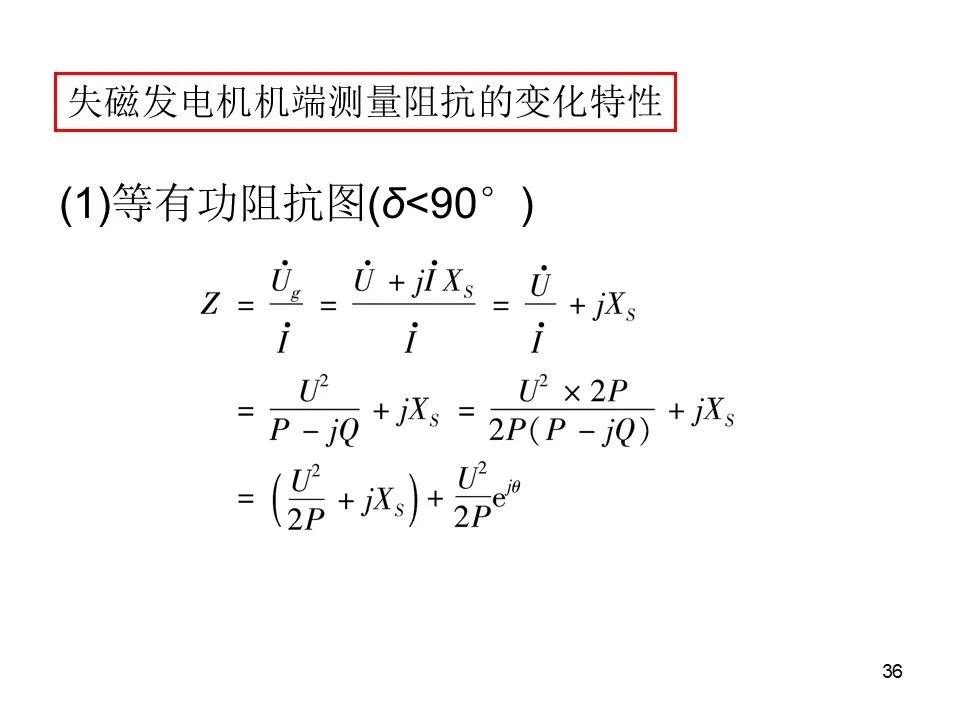 失磁发电机机端测量阻抗的变化特性
(1)等有功阻抗图(δ<90°)
Z = U̇g/İ = (U̇ + jİXS)/İ = U̇/İ + jXS
= U²/(P − jQ) + jXS = (U² × 2P)/(2P(P − jQ)) + jXS
= (U²/2P + jXS) + U²/2P e^jθ
36